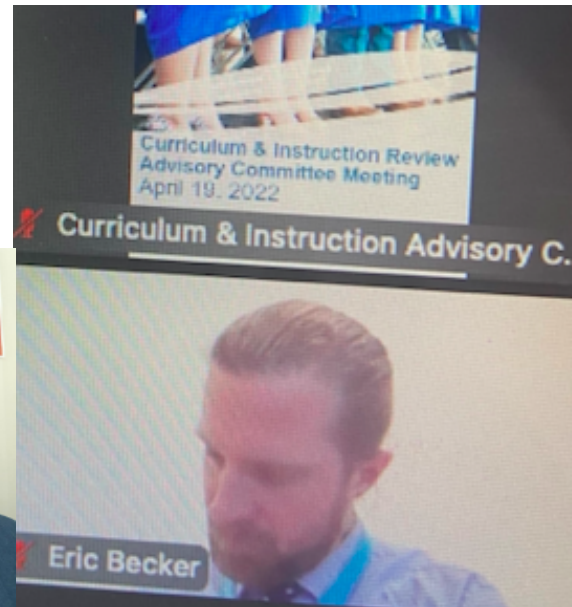 Curriculum & Instruction Review
Advisory Committee Meeting
April 19, 2022
Curriculum & Instruction Advisory C.
Eric Becker